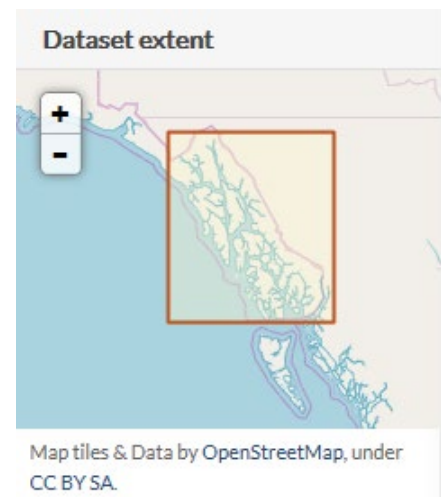 Dataset extent
+
-
Map tiles & Data by OpenStreetMap, under
CC BY SA.